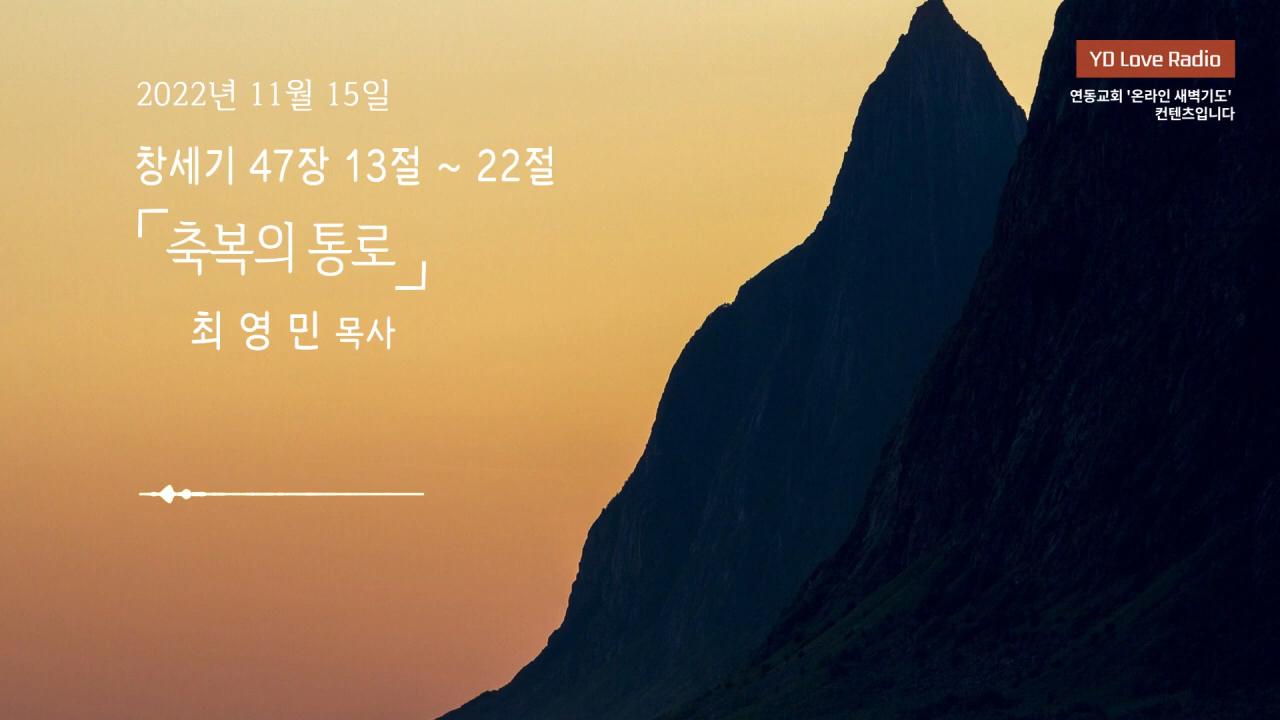 2022년 11월 15일
창세기 47장 13절 ~ 22절
「축복의 통로」
최 영 민 목사
YD Love Radio
연동교회 '온라인 새벽기도'
컨텐츠입니다